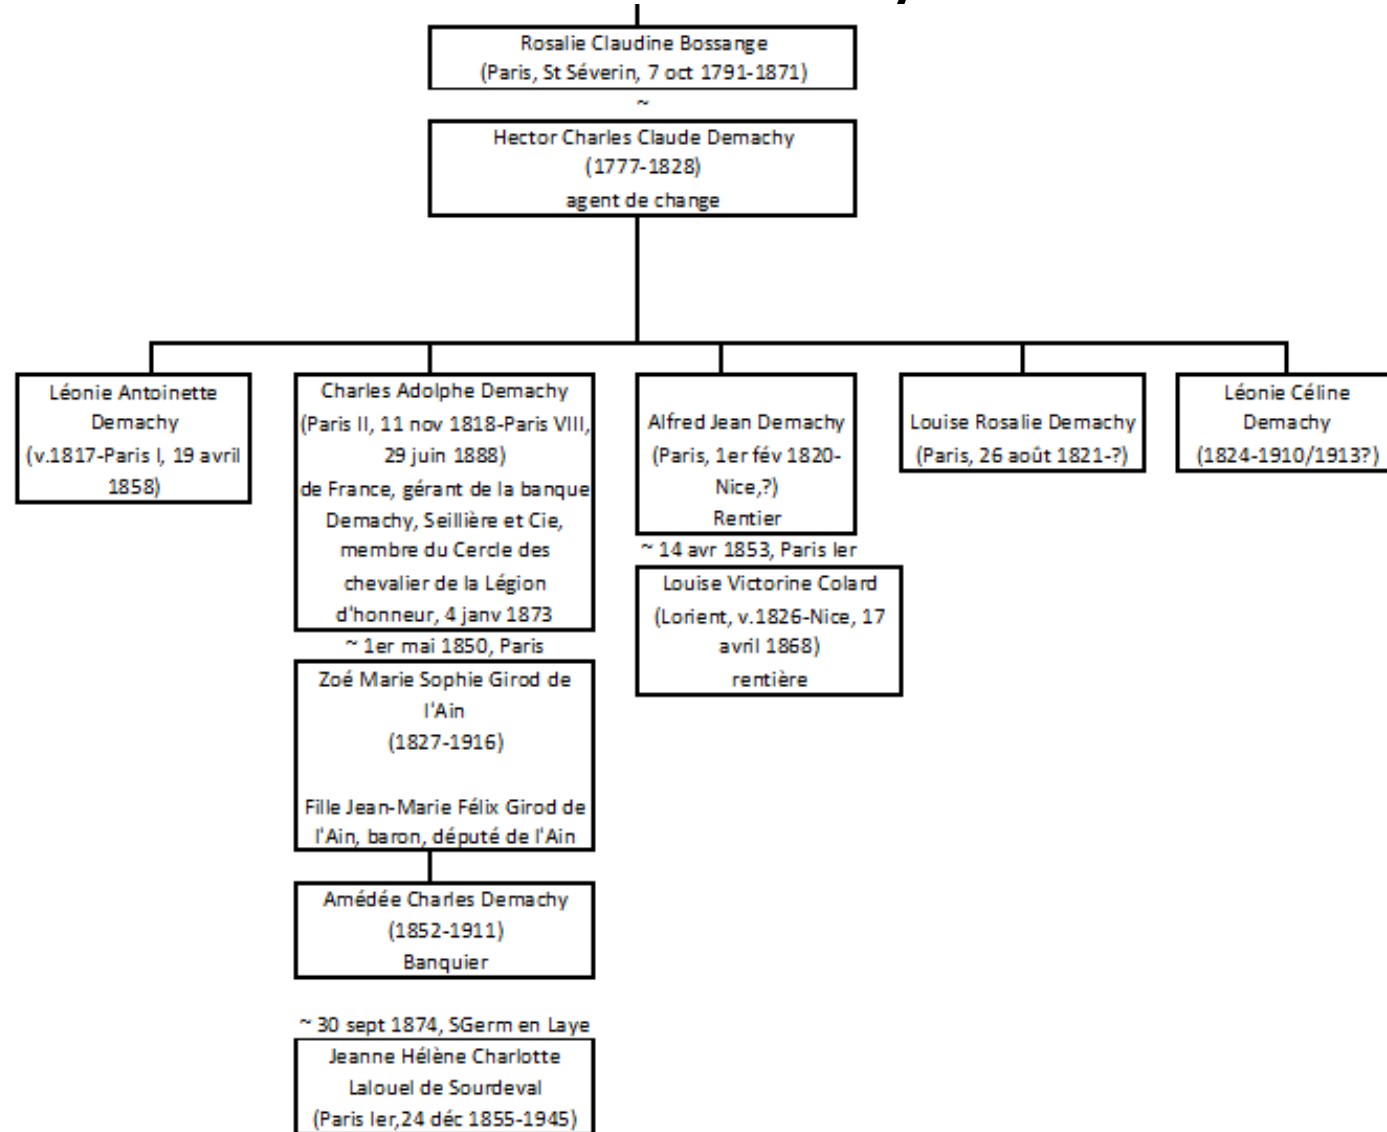 Rosalie Claudine Bossange
(Paris, St Séverin, 7 oct 1791-1871)
~
Hector Charles Claude Demachy
(1777-1828)
agent de change
Léonie Antoinette
Demachy
(v.1817-Paris I, 19 avril
1858)
Charles Adolphe Demachy
(Paris II, 11 nov 1818-Paris VIII,
29 juin 1888)
de France, gérant de la banque
Demachy, Seillière et Cie,
membre du Cercle des
chevalier de la Légion
d'honneur, 4 janv 1873
~ 1er mai 1850, Paris
Zoé Marie Sophie Girod de
l'Ain
(1827-1916)
Fille Jean-Marie Félix Girod de
l'Ain, baron, député de l'Ain
Amédée Charles Demachy
(1852-1911)
Banquier
~ 30 sept 1874, SGerm en Laye
Jeanne Hélène Charlotte
Lalouel de Sourdeval
(Paris Ier,24 déc 1855-1945)
Alfred Jean Demachy
(Paris, 1er fév 1820-
Nice,?)
Rentier
~ 14 avr 1853, Paris Ier
Louise Victorine Colard
(Lorient, v.1826-Nice, 17
avril 1868)
rentière
Louise Rosalie Demachy
(Paris, 26 août 1821-?)
Léonie Céline
Demachy
(1824-1910/1913?)